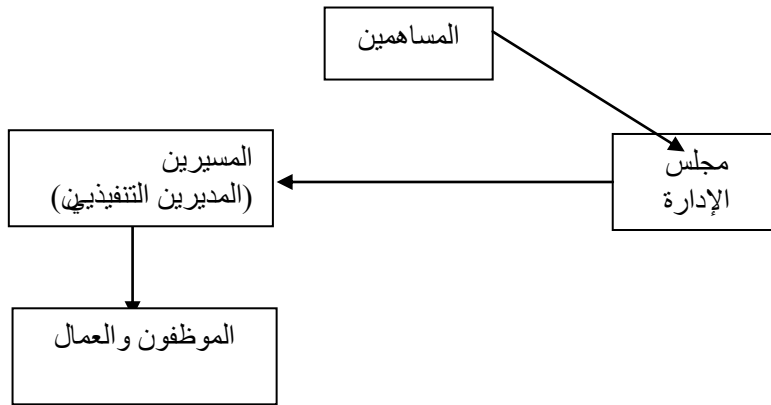 المساهمين
مجلس
الإدارة
المسيرين
(المديرين التنفيذيين)
الموظفون والعمال